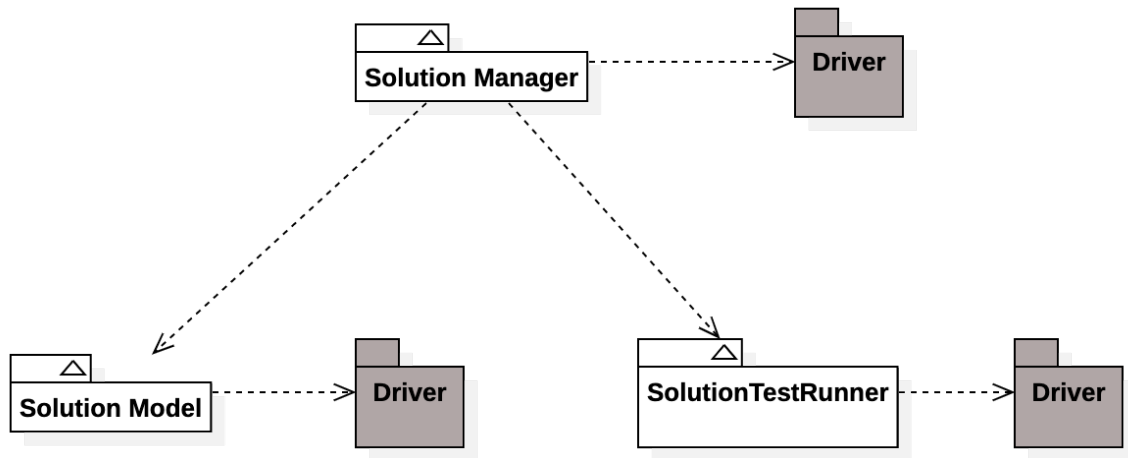 Solution Manager
Driver
Solution Model
Driver
SolutionTestRunner
Driver